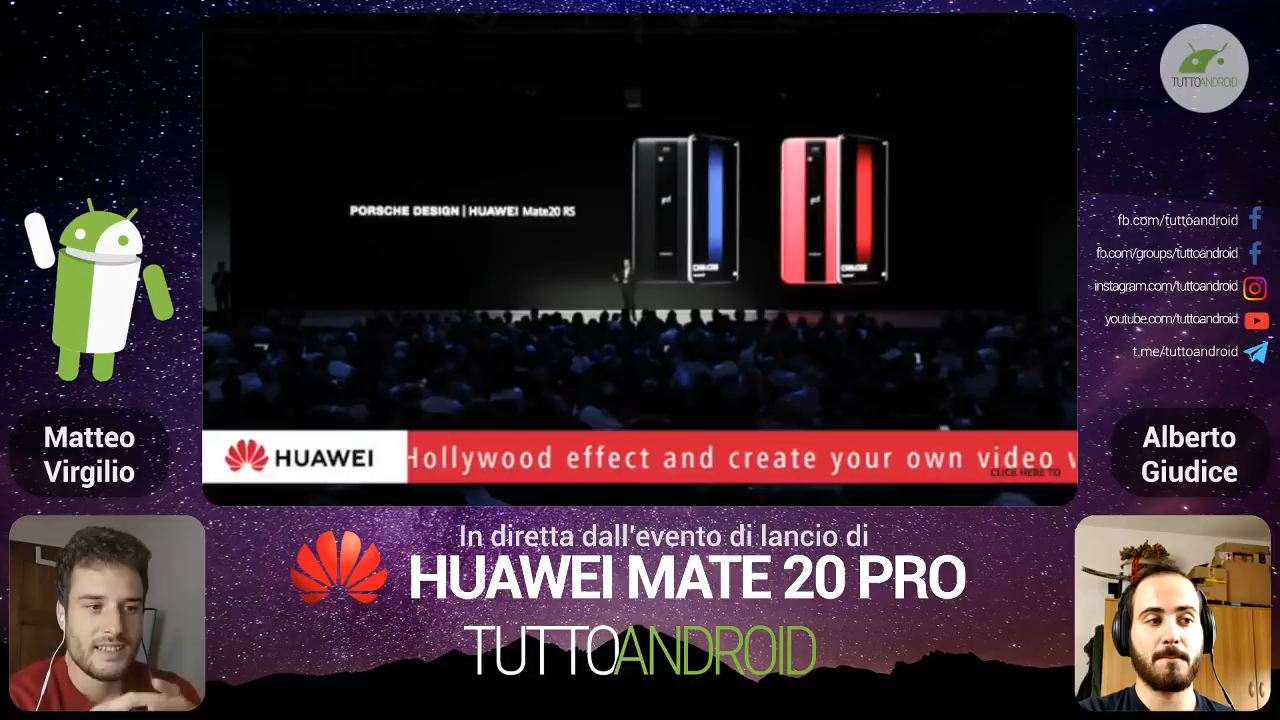 TUTTOANDROID
PORSCHE DESIGN | HUAWEI Mate20 RS
fb.com/tuttoandroid
fb.com/groups/tuttoandroid
instagram.com/tuttoandroid
youtube.com/tuttoandroid
t.me/tuttoandroid
Matteo
Virgilio
Alberto
Giudice
HUAWEI
Hollywood effect and create your own video
CLICK HERE TO
In diretta dall'evento di lancio di
HUAWEI MATE 20 PRO
TUTTOANDROID